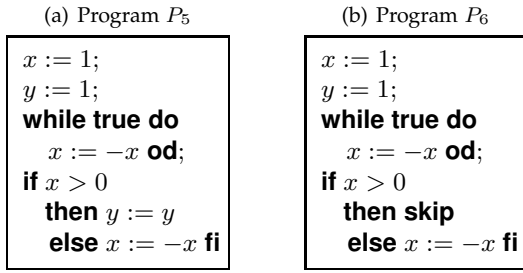 (a) Program P₅
x := 1;
y := 1;
while true do
x := −x od;
if x > 0
then y := y
else x := −x fi
(b) Program P₆
x := 1;
y := 1;
while true do
x := −x od;
if x > 0
then skip
else x := −x fi